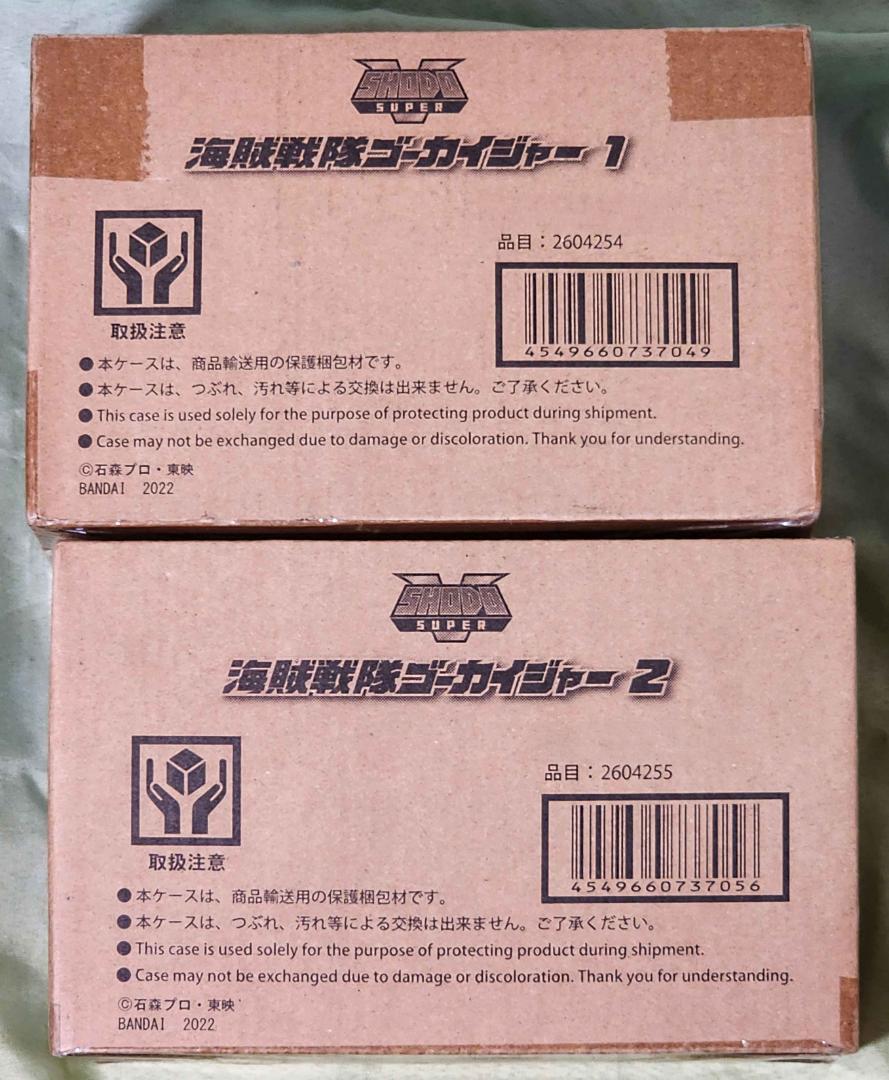 SHODO
SUPER
海賊戦隊ゴーカイジャー 1
品目：2604254
4549660737049
取扱注意
●本ケースは、商品輸送用の保護梱包材です。
●本ケースは、つぶれ、汚れ等による交換は出来ません。ご了承ください。
●This case is used solely for the purpose of protecting product during shipment.
●Case may not be exchanged due to damage or discoloration. Thank you for understanding.
©石森プロ・東映
BANDAI 2022
SHODO
SUPER
海賊戦隊ゴーカイジャー 2
品目：2604255
4549660737056
取扱注意
●本ケースは、商品輸送用の保護梱包材です。
●本ケースは、つぶれ、汚れ等による交換は出来ません。ご了承ください。
●This case is used solely for the purpose of protecting product during shipment.
●Case may not be exchanged due to damage or discoloration. Thank you for understanding.
©石森プロ・東映
BANDAI 2022